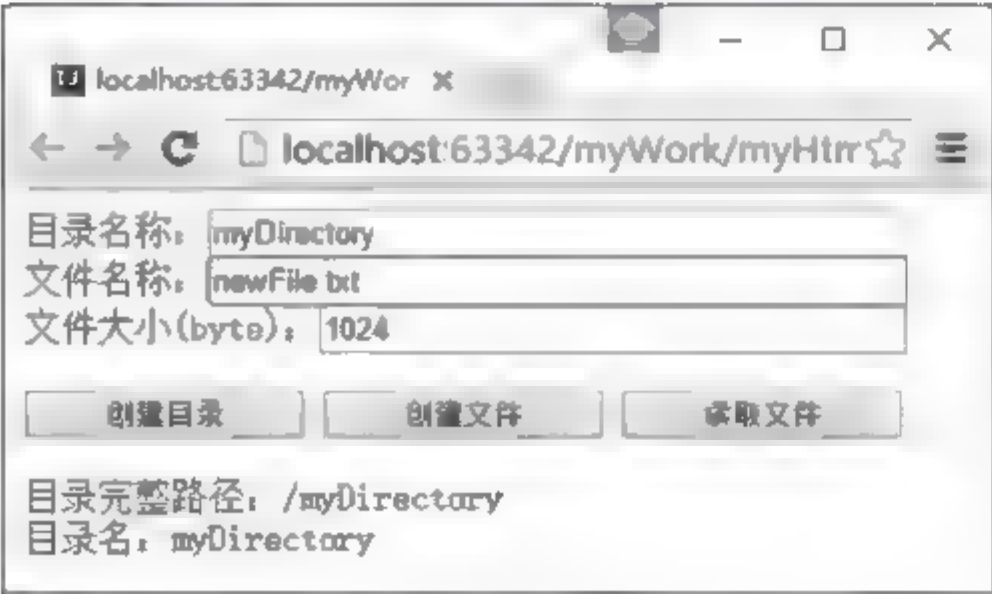 localhost:63342/myWor
localhost:63342/myWork/myHtm
目录名称：myDirectory
文件名称：newFile.txt
文件大小(byte)：1024
创建目录 创建文件 读取文件
目录完整路径：/myDirectory
目录名：myDirectory